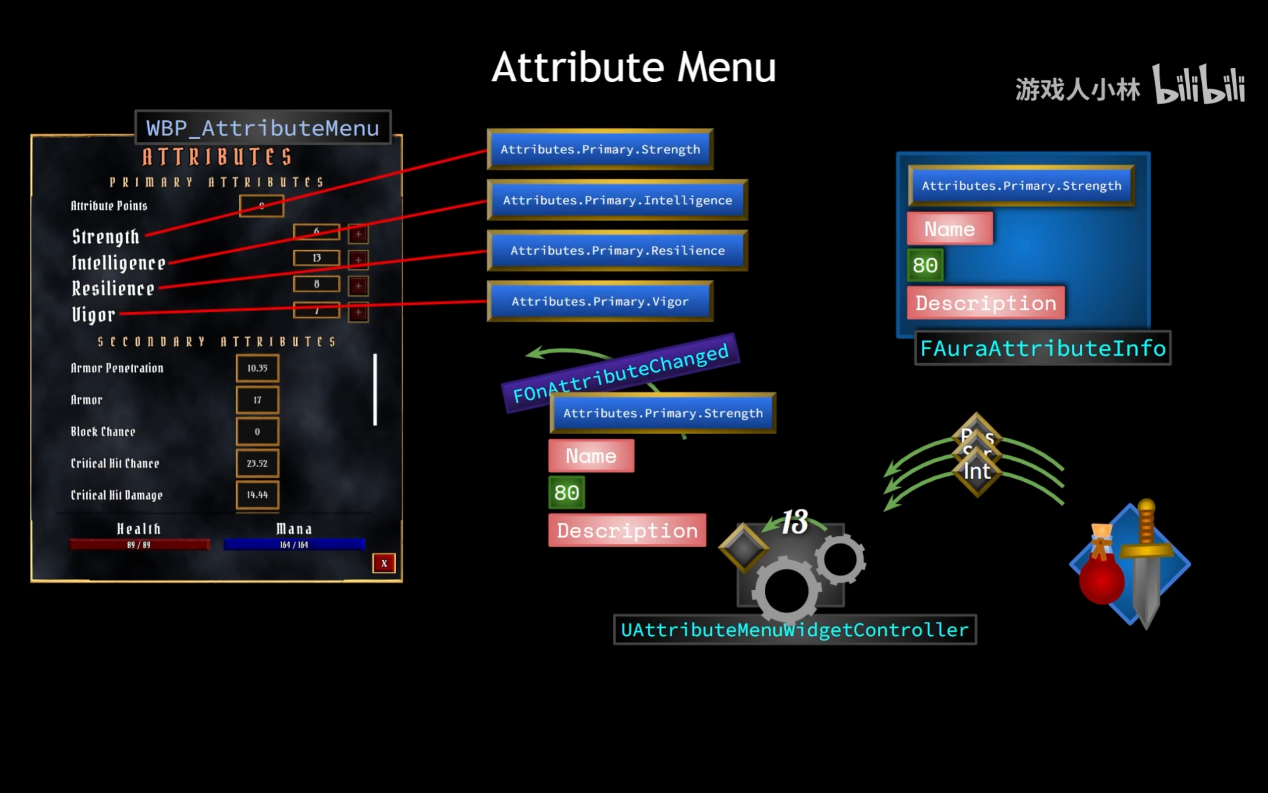 Attribute Menu
游戏人小林 bilibili
WBP_AttributeMenu
ATTRIBUTES
PRIMARY ATTRIBUTES
Attribute Points
Strength 6 +
Intelligence 13 +
Resilience 8 +
Vigor 7 +
SECONDARY ATTRIBUTES
Armor Penetration 10.35
Armor 17
Block Chance 0
Critical Hit Chance 23.52
Critical Hit Damage 14.44
Health Mana
89 / 89 164 / 164
X
Attributes.Primary.Strength
Attributes.Primary.Intelligence
Attributes.Primary.Resilience
Attributes.Primary.Vigor
FOnAttributeChanged
Attributes.Primary.Strength
Name
80
Description
13
UAttributeMenuWidgetController
Attributes.Primary.Strength
Name
80
Description
FAuraAttributeInfo
Int